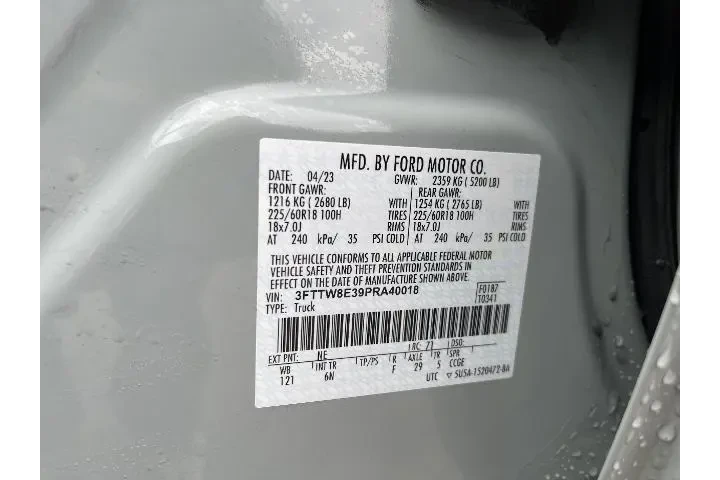 MFD. BY FORD MOTOR CO.
DATE: 04/23 GVWR: 2359 KG ( 5200 LB)
FRONT GAWR: REAR GAWR:
1216 KG ( 2680 LB) WITH 1254 KG ( 2765 LB) WITH
225/60R18 100H TIRES 225/60R18 100H TIRES
18x7.0J RIMS 18x7.0J RIMS
AT 240 kPa/ 35 PSI COLD AT 240 kPa/ 35 PSI COLD
THIS VEHICLE CONFORMS TO ALL APPLICABLE FEDERAL MOTOR
VEHICLE SAFETY AND THEFT PREVENTION STANDARDS IN
EFFECT ON THE DATE OF MANUFACTURE SHOWN ABOVE.
VIN: 3FTTW8E39PRA40018 F0187
TYPE: Truck T0341
EXT PNT: NE RC: 71 DSO:
WB INT TR TP/PS R AXLE TR SPR
121 6N F 29 5 CCGE
UTC ▽ 5U5A-1520472-BA